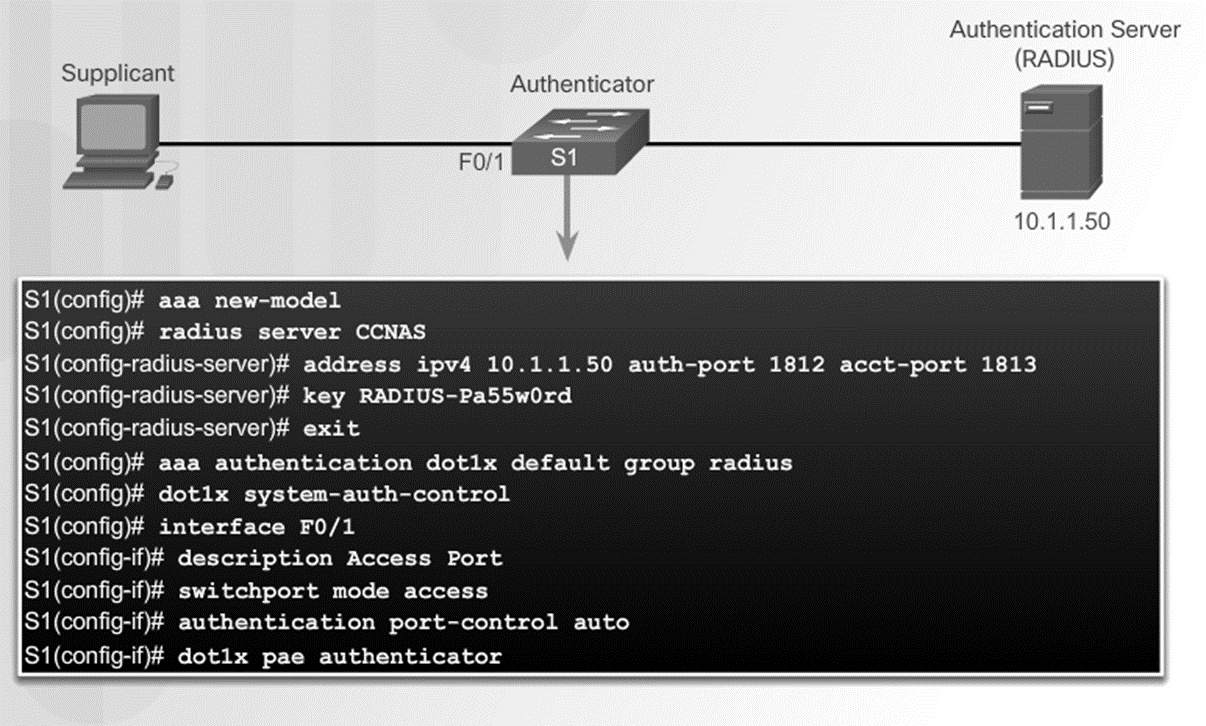 Authentication Server
(RADIUS)
Supplicant
Authenticator
F0/1
S1
10.1.1.50
S1(config)# aaa new-model
S1(config)# radius server CCNAS
S1(config-radius-server)# address ipv4 10.1.1.50 auth-port 1812 acct-port 1813
S1(config-radius-server)# key RADIUS-Pa55w0rd
S1(config-radius-server)# exit
S1(config)# aaa authentication dot1x default group radius
S1(config)# dot1x system-auth-control
S1(config)# interface F0/1
S1(config-if)# description Access Port
S1(config-if)# switchport mode access
S1(config-if)# authentication port-control auto
S1(config-if)# dot1x pae authenticator